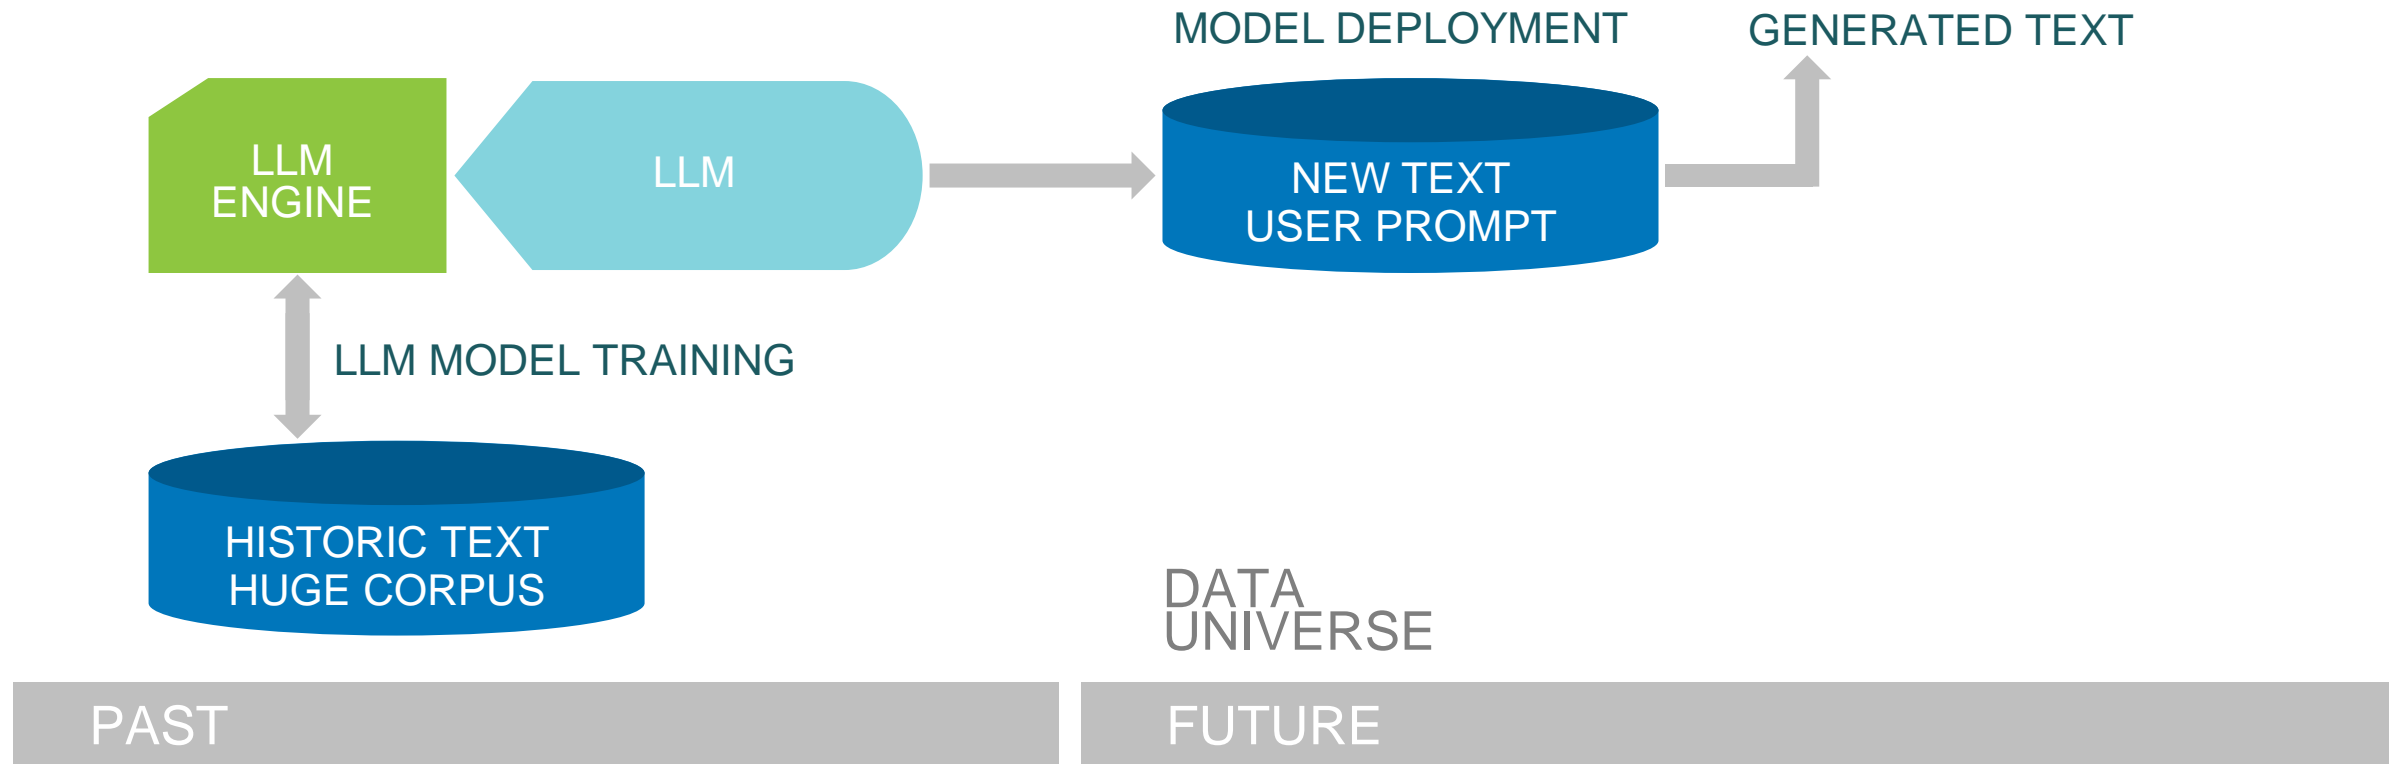 MODEL DEPLOYMENT
GENERATED TEXT
LLM
ENGINE
LLM
NEW TEXT
USER PROMPT
LLM MODEL TRAINING
HISTORIC TEXT
HUGE CORPUS
DATA
UNIVERSE
PAST
FUTURE